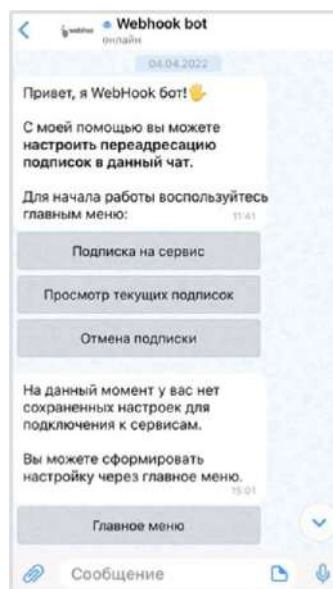 Webhook bot
онлайн
04.04.2022
Привет, я WebHook бот!🖐
С моей помощью вы можете
настроить переадресацию
подписок в данный чат.
Для начала работы воспользуйтесь
главным меню:
11:41
Подписка на сервис
Просмотр текущих подписок
Отмена подписки
На данный момент у вас нет
сохраненных настроек для
подключения к сервисам.
Вы можете сформировать
настройку через главное меню.
15:01
Главное меню
Сообщение